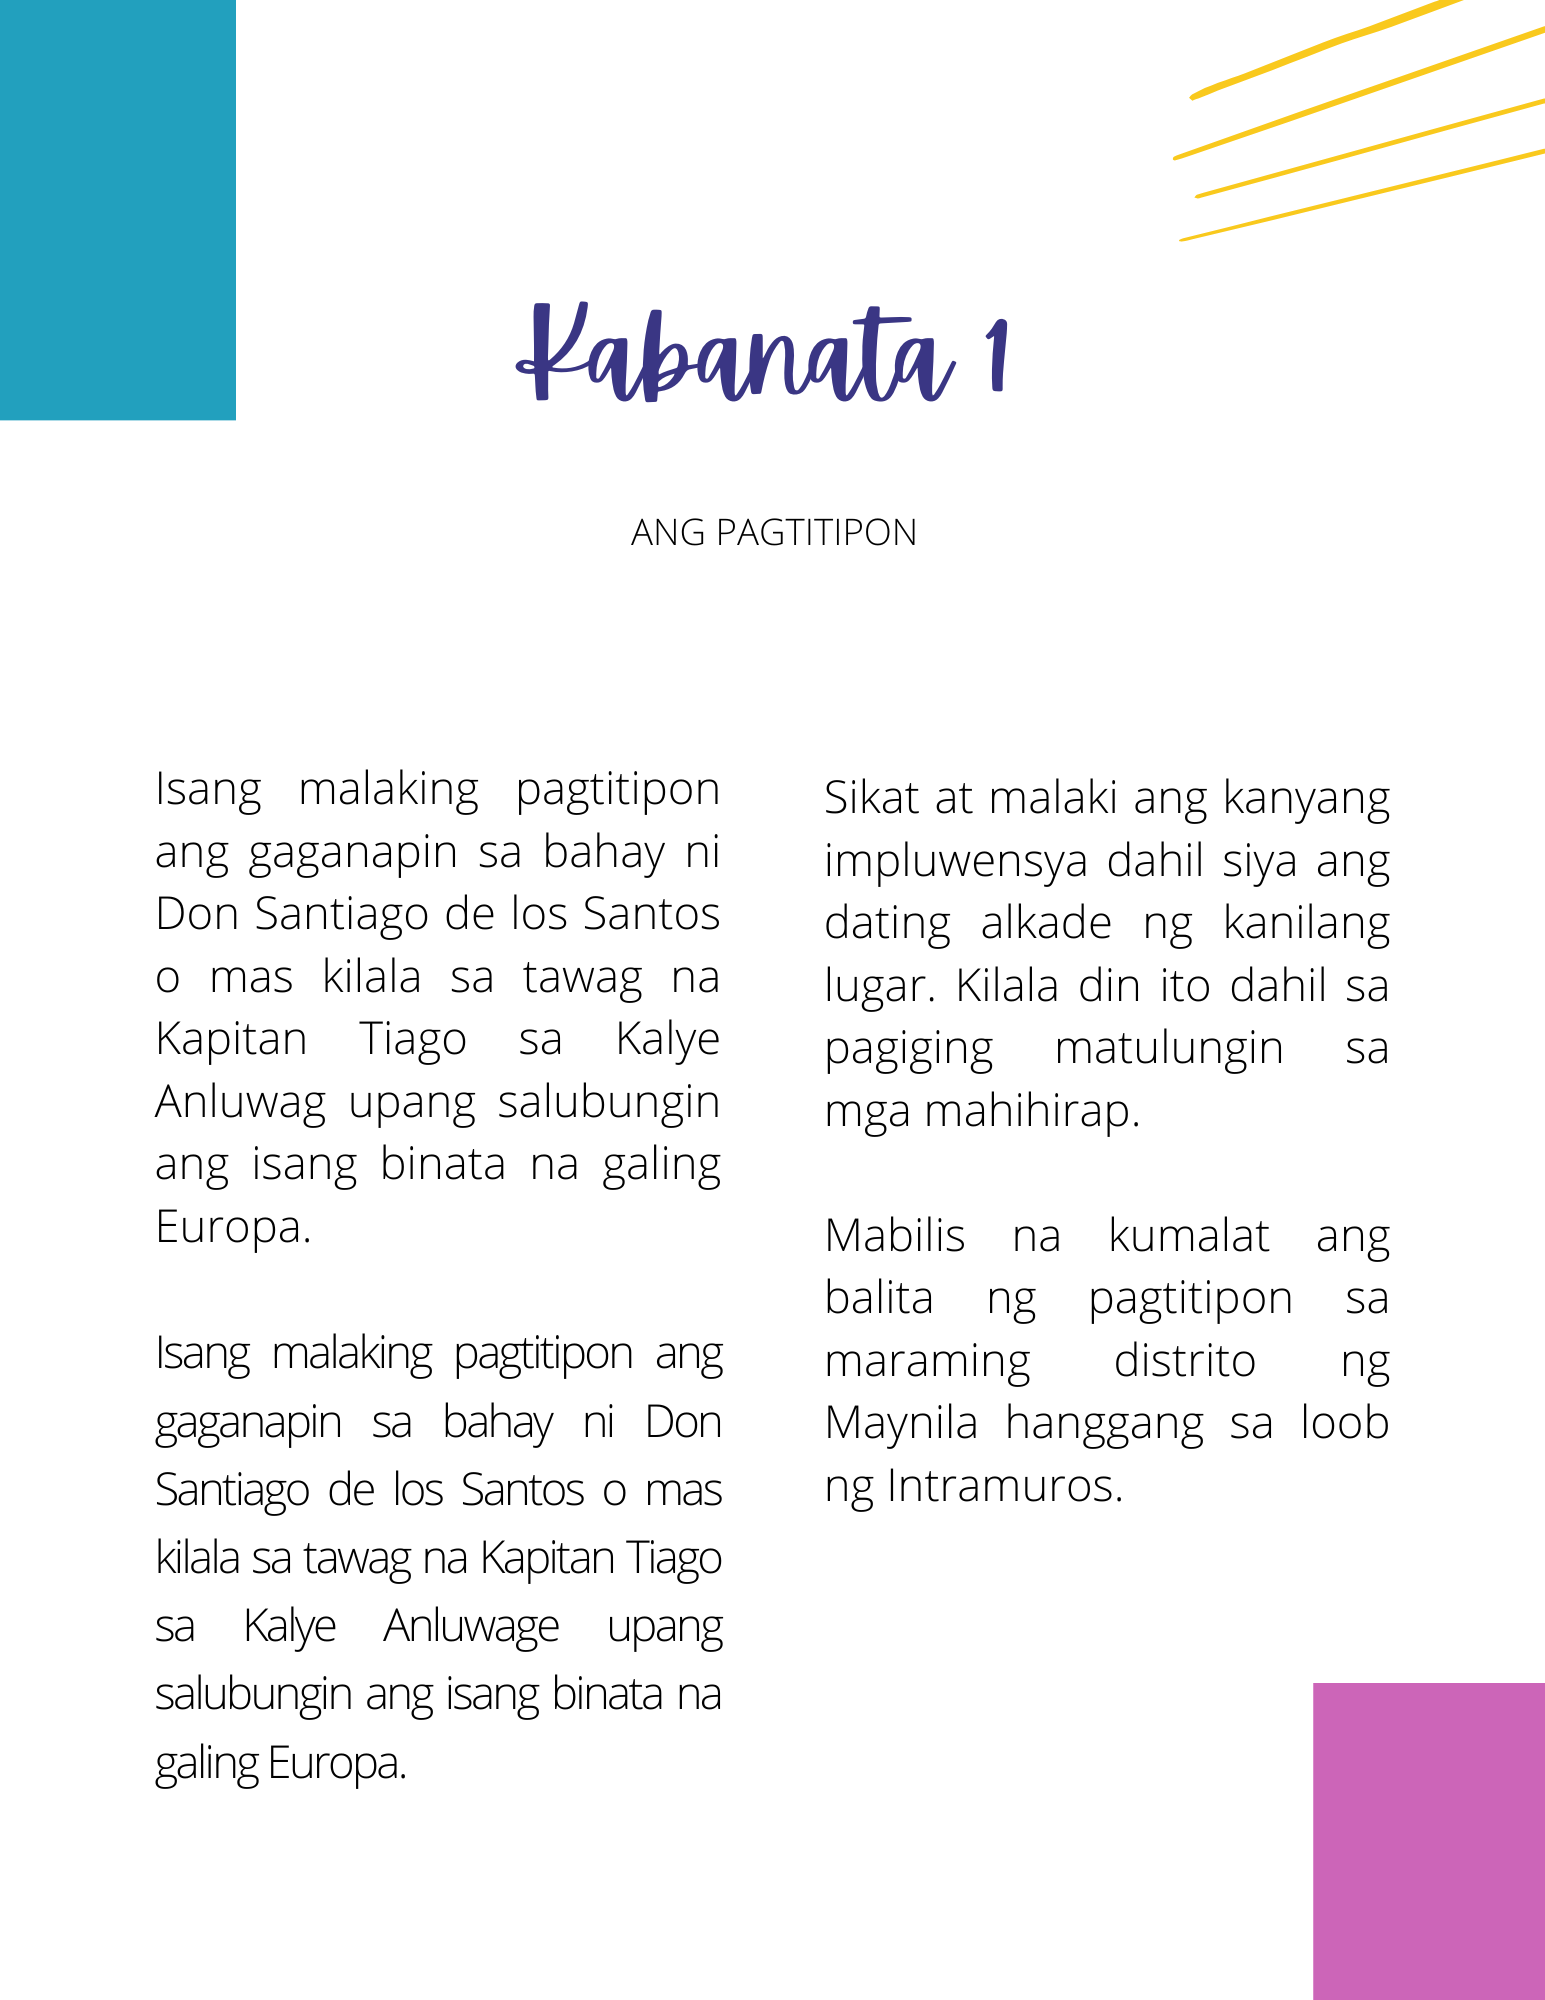 Kabanata 1
ANG PAGTITIPON
Isang malaking pagtitipon
ang gaganapin sa bahay ni
Don Santiago de los Santos
o mas kilala sa tawag na
Kapitan Tiago sa Kalye
Anluwag upang salubungin
ang isang binata na galing
Europa.
Isang malaking pagtitipon ang
gaganapin sa bahay ni Don
Santiago de los Santos o mas
kilala sa tawag na Kapitan Tiago
sa Kalye Anluwage upang
salubungin ang isang binata na
galing Europa.
Sikat at malaki ang kanyang
impluwensya dahil siya ang
dating alkade ng kanilang
lugar. Kilala din ito dahil sa
pagiging matulungin sa
mga mahihirap.
Mabilis na kumalat ang
balita ng pagtitipon sa
maraming distrito ng
Maynila hanggang sa loob
ng Intramuros.